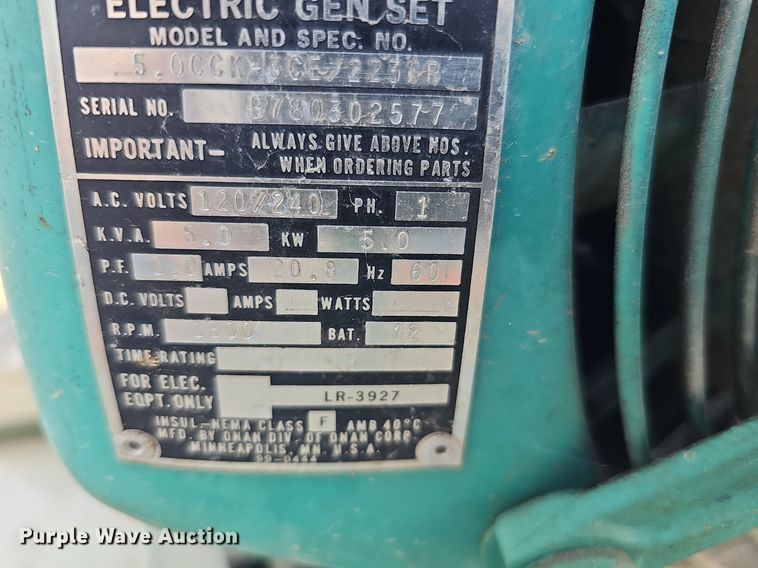 ELECTRIC GEN SET
MODEL AND SPEC. NO.
SERIAL NO. B780302577
IMPORTANT- ALWAYS GIVE ABOVE NOS.
WHEN ORDERING PARTS
A.C. VOLTS 120/240 PH. 1
K.V.A. 5.0 KW 5.0
P.F. 1.0 AMPS 20.8 Hz 60
D.C. VOLTS AMPS WATTS
R.P.M. 1800 BAT. 12
TIME RATING
FOR ELEC.
EQPT. ONLY LR-3927
INSUL-NEMA CLASS F AMB 40°C
MFD. BY ONAN DIV. OF ONAN CORP.
MINNEAPOLIS, MN. U.S.A.
Purple Wave Auction